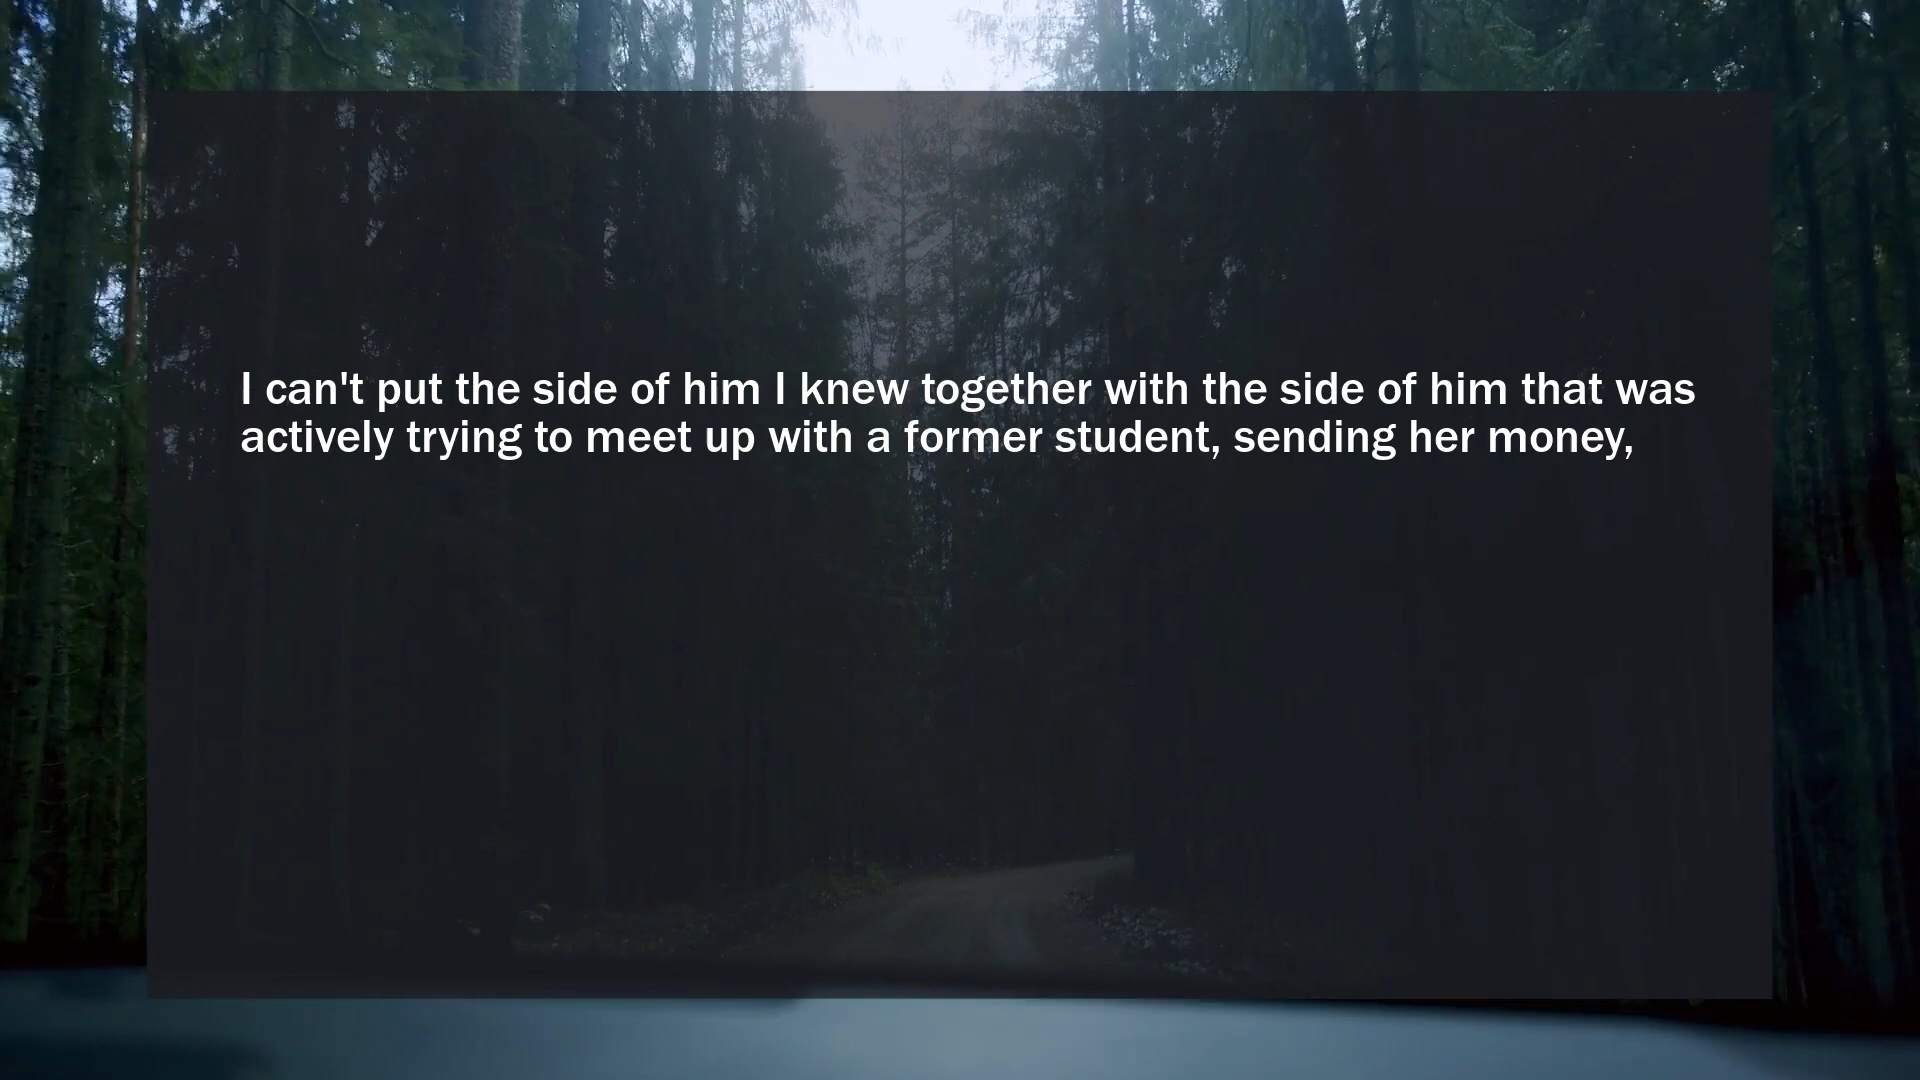 I can't put the side of him I knew together with the side of him that was
actively trying to meet up with a former student, sending her money,